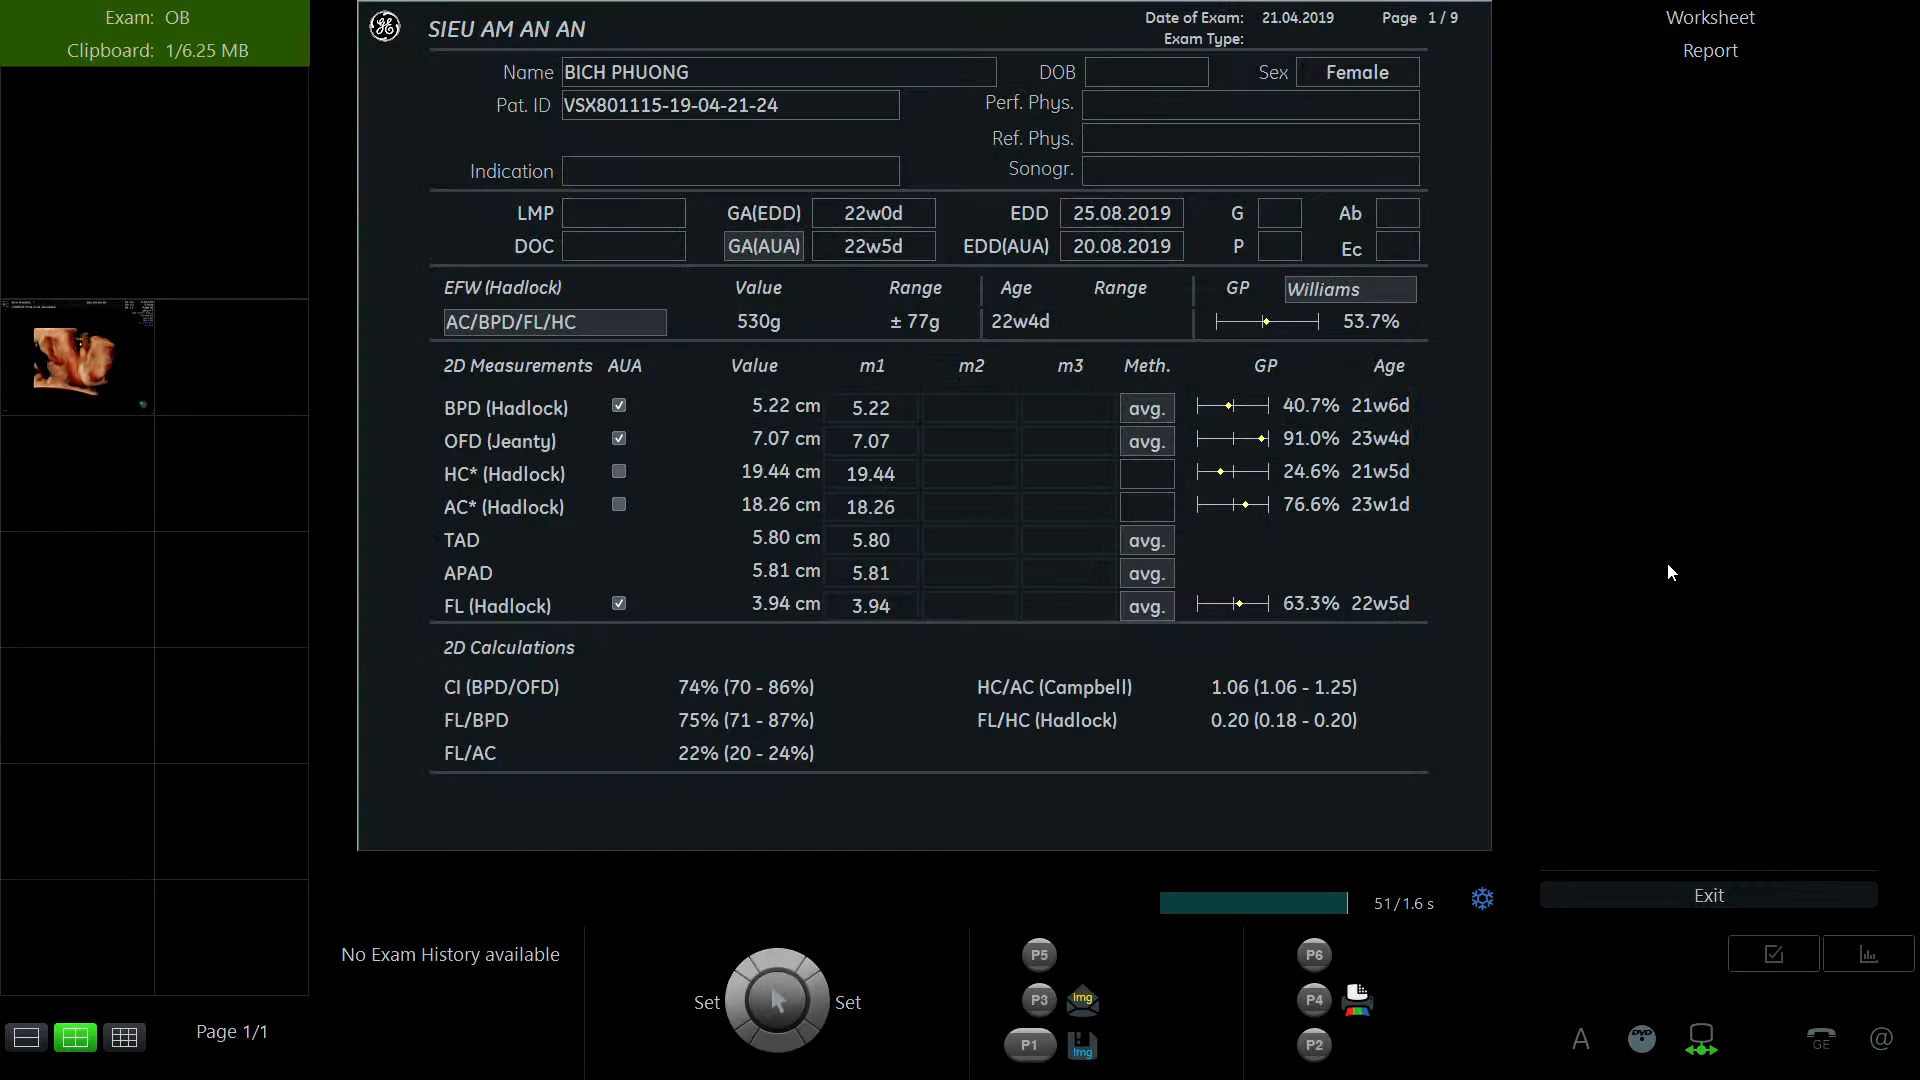 Exam: OB
Clipboard: 1/6.25 MB
SIEU AM AN AN
Date of Exam: 21.04.2019 Page 1 / 9
Exam Type:
Name BICH PHUONG DOB Sex Female
Pat. ID VSX801115-19-04-21-24 Perf. Phys.
Ref. Phys.
Indication Sonogr.
LMP GA(EDD) 22w0d EDD 25.08.2019 G Ab
DOC GA(AUA) 22w5d EDD(AUA) 20.08.2019 P Ec
EFW (Hadlock) Value Range Age Range GP Williams
AC/BPD/FL/HC 530g ± 77g 22w4d 53.7%
2D Measurements AUA Value m1 m2 m3 Meth. GP Age
BPD (Hadlock) 5.22 cm 5.22 avg. 40.7% 21w6d
OFD (Jeanty) 7.07 cm 7.07 avg. 91.0% 23w4d
HC* (Hadlock) 19.44 cm 19.44 24.6% 21w5d
AC* (Hadlock) 18.26 cm 18.26 76.6% 23w1d
TAD 5.80 cm 5.80 avg.
APAD 5.81 cm 5.81 avg.
FL (Hadlock) 3.94 cm 3.94 avg. 63.3% 22w5d
2D Calculations
CI (BPD/OFD) 74% (70 - 86%) HC/AC (Campbell) 1.06 (1.06 - 1.25)
FL/BPD 75% (71 - 87%) FL/HC (Hadlock) 0.20 (0.18 - 0.20)
FL/AC 22% (20 - 24%)
Worksheet
Report
51/1.6 s
Exit
No Exam History available
Set Set
P5
P3 Img
P1 Img
P6
P4
P2
Page 1/1
A DVD GE @